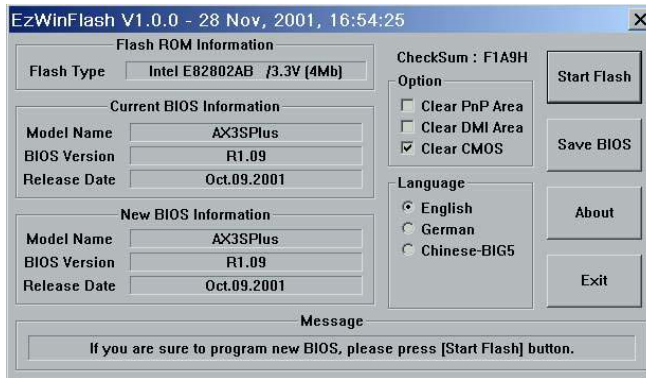 EzWinFlash V1.0.0 - 28 Nov, 2001, 16:54:25
Flash ROM Information
Flash Type Intel E82802AB /3.3V (4Mb)
Current BIOS Information
Model Name AX3SPlus
BIOS Version R1.09
Release Date Oct.09.2001
New BIOS Information
Model Name AX3SPlus
BIOS Version R1.09
Release Date Oct.09.2001
CheckSum : F1A9H
Option
Clear PnP Area
Clear DMI Area
Clear CMOS
Language
English
German
Chinese-BIG5
Start Flash
Save BIOS
About
Exit
Message
If you are sure to program new BIOS, please press [Start Flash] button.